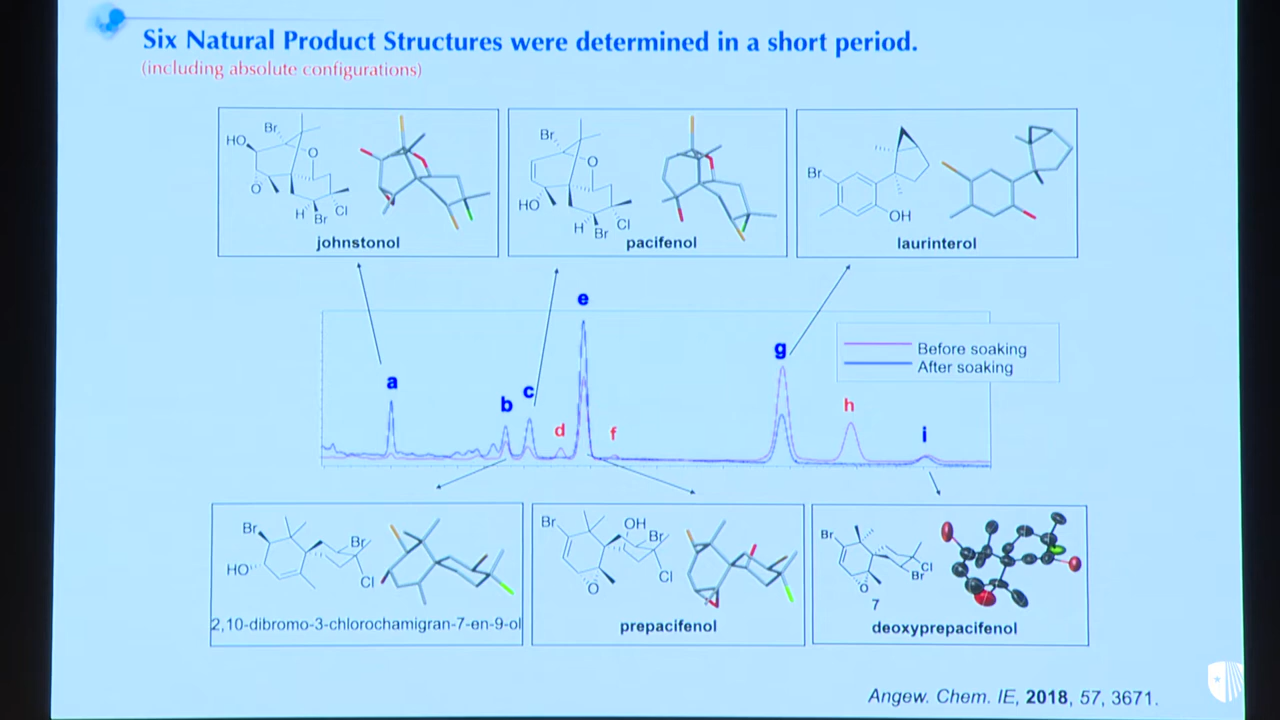 Six Natural Product Structures were determined in a short period.
(including absolute configurations)
Br
HO
O
O
H
Br
Cl
johnstonol
Br
O
HO
H
Br
Cl
pacifenol
Br
OH
laurinterol
a
b
c
d
e
f
g
h
i
Before soaking
After soaking
Br
HO
Br
Cl
2,10-dibromo-3-chlorochamigran-7-en-9-ol
Br
OH
Br
Cl
O
prepacifenol
Br
Cl
Br
O
7
deoxyprepacifenol
Angew. Chem. IE, 2018, 57, 3671.